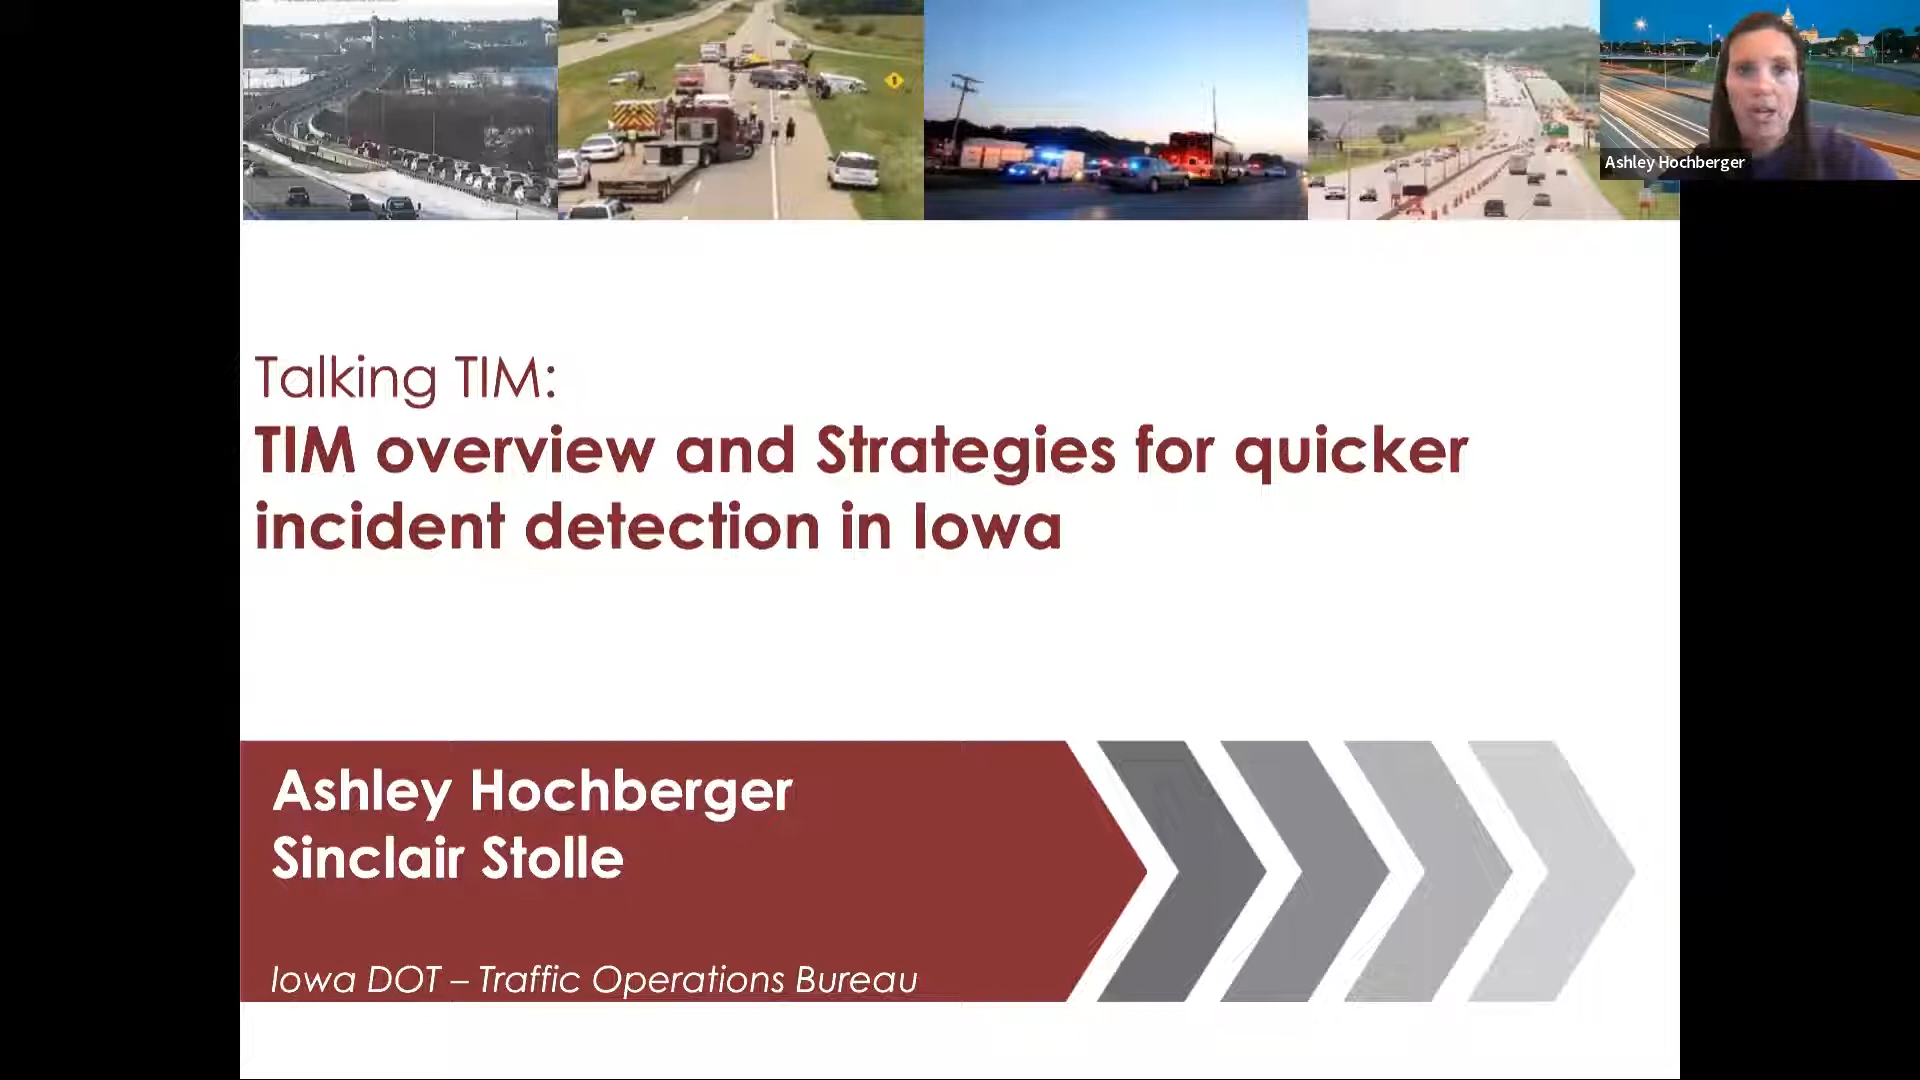 Ashley Hochberger
Talking TIM:
TIM overview and Strategies for quicker
incident detection in Iowa
Ashley Hochberger
Sinclair Stolle
Iowa DOT – Traffic Operations Bureau